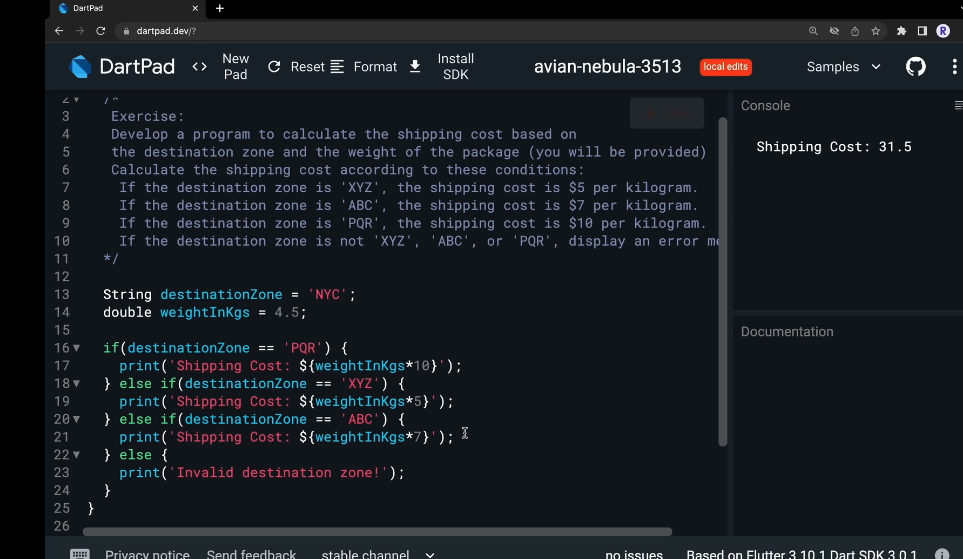 DartPad
dartpad.dev/?
R
DartPad
<> New Pad
Reset
Format
Install SDK
avian-nebula-3513
local edits
Samples
2 /*
3 Exercise:
4 Develop a program to calculate the shipping cost based on
5 the destination zone and the weight of the package (you will be provided)
6 Calculate the shipping cost according to these conditions:
7 If the destination zone is 'XYZ', the shipping cost is $5 per kilogram.
8 If the destination zone is 'ABC', the shipping cost is $7 per kilogram.
9 If the destination zone is 'PQR', the shipping cost is $10 per kilogram.
10 If the destination zone is not 'XYZ', 'ABC', or 'PQR', display an error me
11 */
12
13 String destinationZone = 'NYC';
14 double weightInKgs = 4.5;
15
16 if(destinationZone == 'PQR') {
17 print('Shipping Cost: ${weightInKgs*10}');
18 } else if(destinationZone == 'XYZ') {
19 print('Shipping Cost: ${weightInKgs*5}');
20 } else if(destinationZone == 'ABC') {
21 print('Shipping Cost: ${weightInKgs*7}');
22 } else {
23 print('Invalid destination zone!');
24 }
25 }
26
Console
Shipping Cost: 31.5
Documentation
Privacy notice
Send feedback
stable channel
no issues
Based on Flutter 3.10.1 Dart SDK 3.0.1